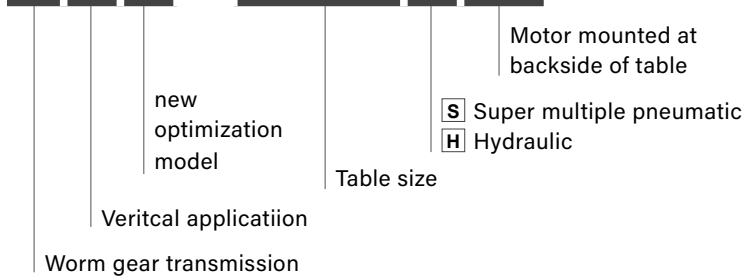 Motor mounted at
backside of table
new
optimization
model
S Super multiple pneumatic
H Hydraulic
Table size
Veritcal applicatiion
Worm gear transmission